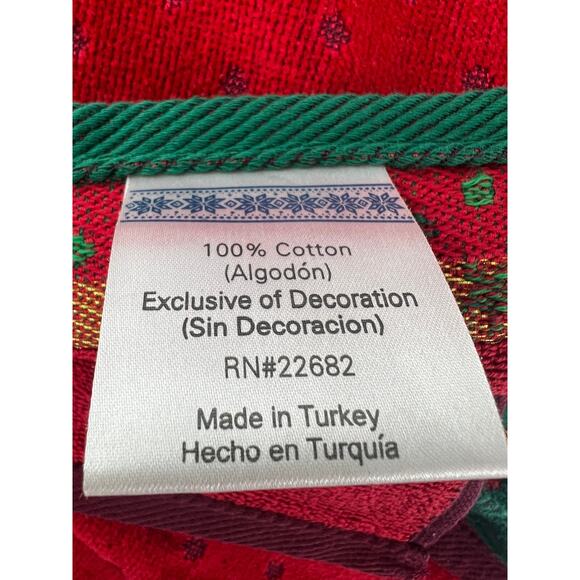 100% Cotton
(Algodón)
Exclusive of Decoration
(Sin Decoracion)
RN#22682
Made in Turkey
Hecho en Turquía